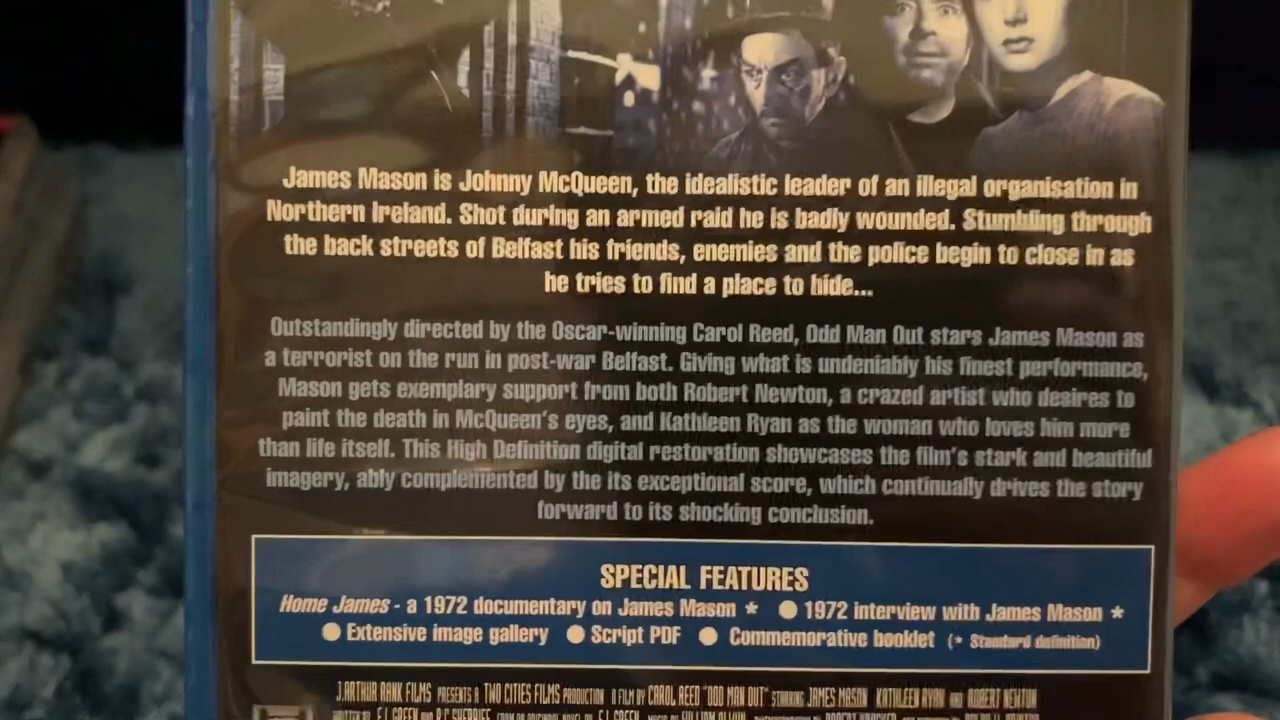 James Mason is Johnny McQueen, the idealistic leader of an illegal organisation in
Northern Ireland. Shot during an armed raid he is badly wounded. Stumbling through
the back streets of Belfast his friends, enemies and the police begin to close in as
he tries to find a place to hide...
Outstandingly directed by the Oscar-winning Carol Reed, Odd Man Out stars James Mason as
a terrorist on the run in post-war Belfast. Giving what is undeniably his finest performance,
Mason gets exemplary support from both Robert Newton, a crazed artist who desires to
paint the death in McQueen's eyes, and Kathleen Ryan as the woman who loves him more
than life itself. This High Definition digital restoration showcases the film's stark and beautiful
imagery, ably complemented by the its exceptional score, which continually drives the story
forward to its shocking conclusion.
SPECIAL FEATURES
Home James - a 1972 documentary on James Mason * ● 1972 interview with James Mason *
● Extensive image gallery ● Script PDF ● Commemorative booklet (* Standard definition)
J. ARTHUR RANK FILMS PRESENTS A TWO CITIES FILMS PRODUCTION A FILM BY CAROL REED "ODD MAN OUT" STARRING JAMES MASON KATHLEEN RYAN AND ROBERT NEWTON